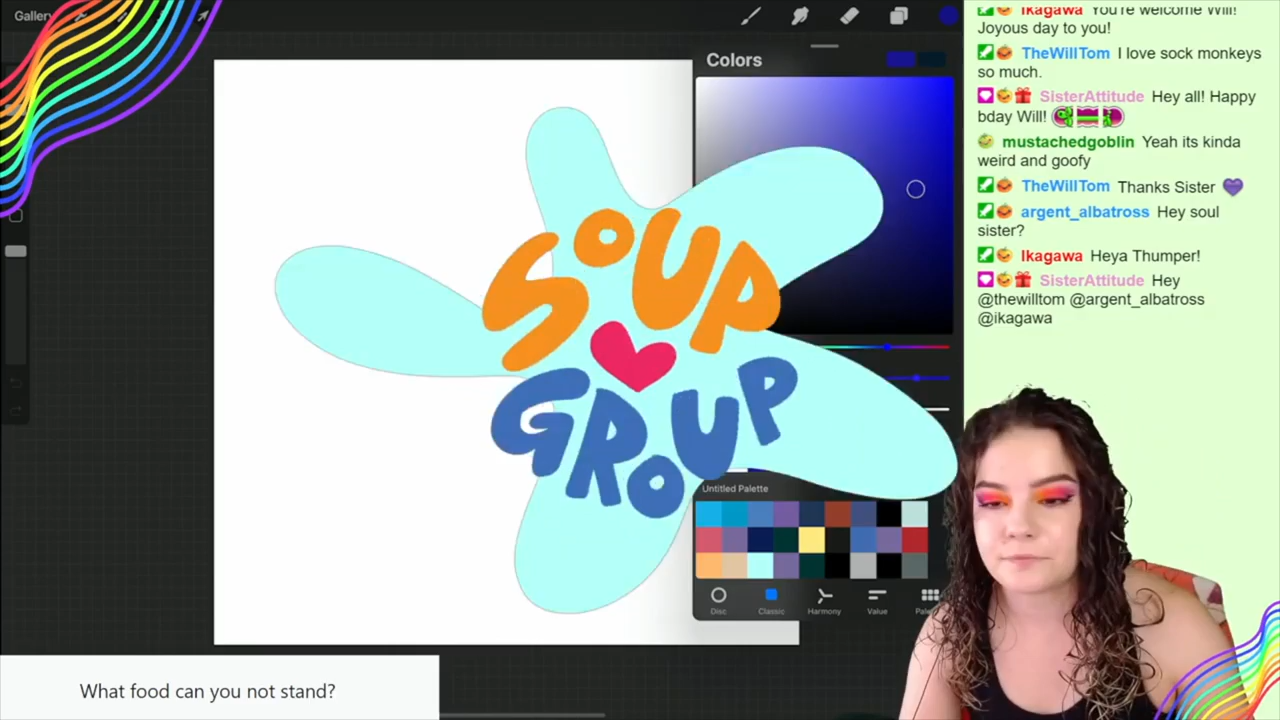 Gallery
Colors
SOUP
GROUP
Untitled Palette
Disc
Classic
Harmony
Value
Ikagawa You're welcome Will!
Joyous day to you!
TheWillTom I love sock monkeys
so much.
SisterAttitude Hey all! Happy
bday Will!
mustachedgoblin Yeah its kinda
weird and goofy
TheWillTom Thanks Sister
argent_albatross Hey soul
sister?
Ikagawa Heya Thumper!
SisterAttitude Hey
@thewilltom @argent_albatross
@ikagawa
What food can you not stand?